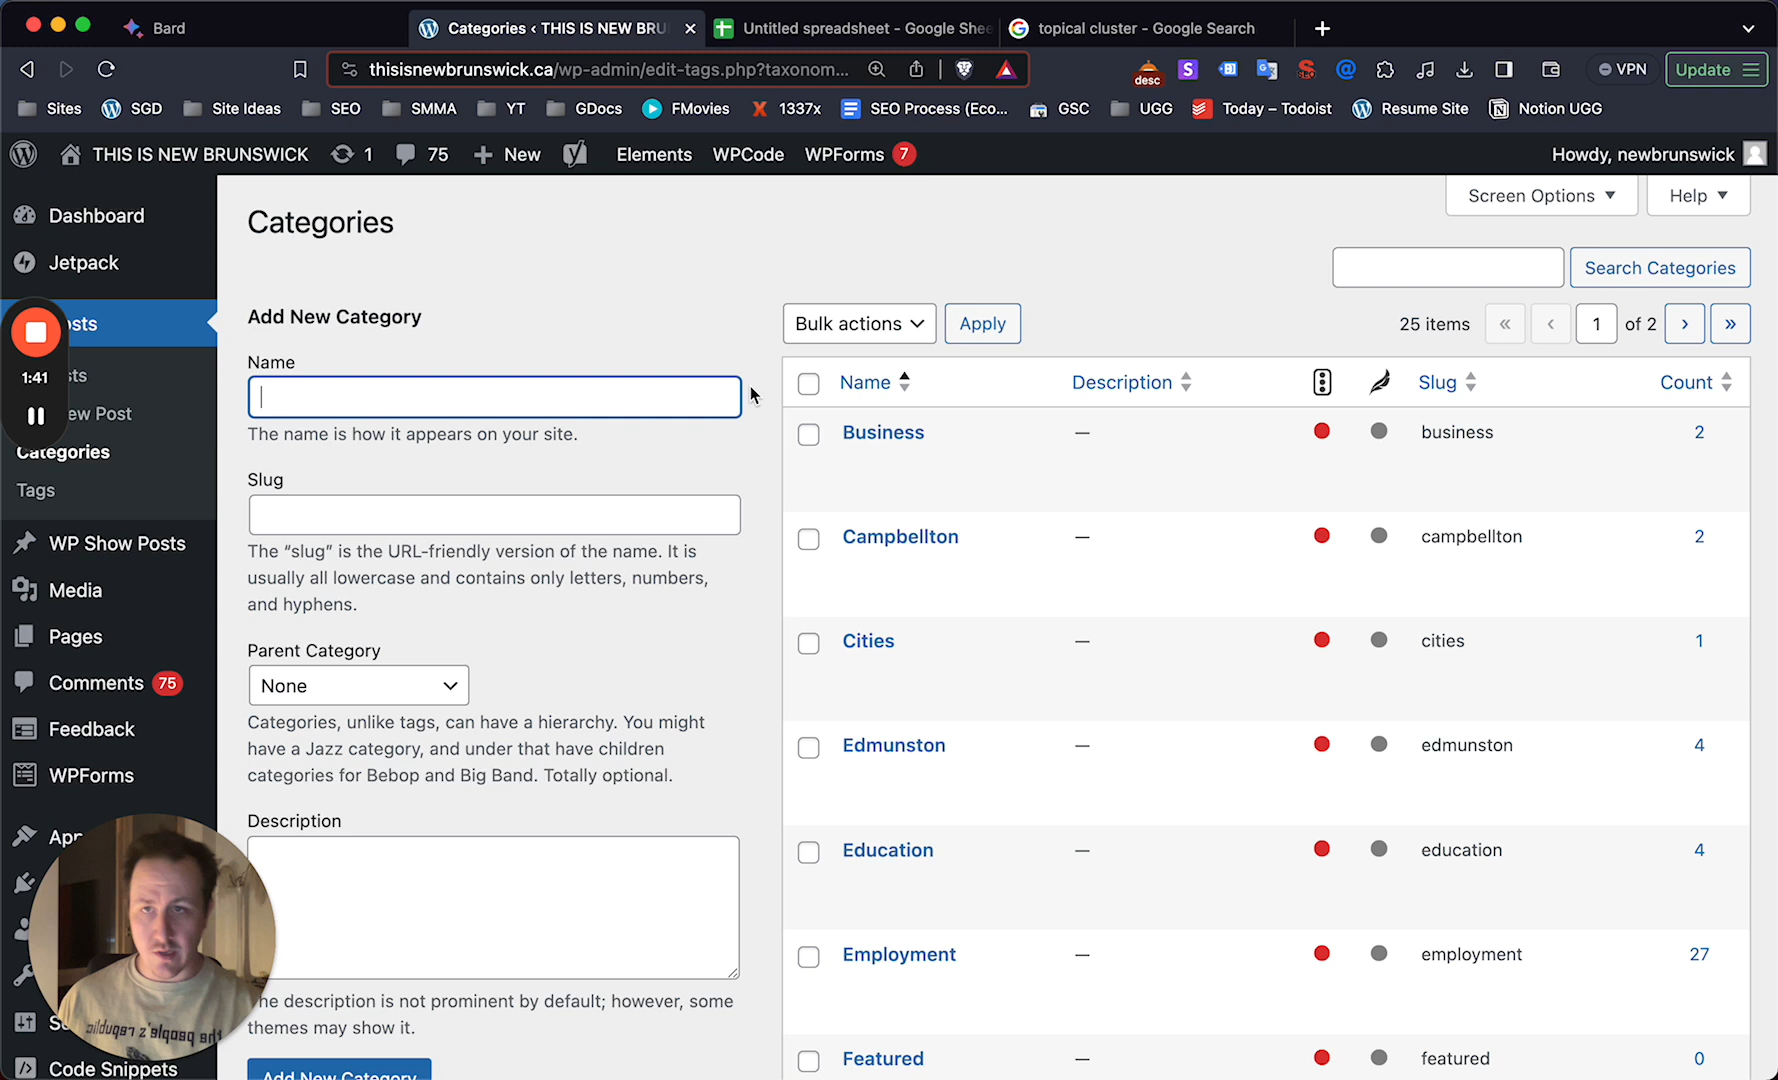 Bard
Categories ‹ THIS IS NEW BRU
Untitled spreadsheet - Google Shee
topical cluster - Google Search
thisisnewbrunswick.ca/wp-admin/edit-tags.php?taxonom...
desc
VPN
Update
Sites
SGD
Site Ideas
SEO
SMMA
YT
GDocs
FMovies
1337x
SEO Process (Eco...
GSC
UGG
Today – Todoist
Resume Site
Notion UGG
THIS IS NEW BRUNSWICK
1
75
New
Elements
WPCode
WPForms 7
Howdy, newbrunswick
Dashboard
Jetpack
osts
1:41
sts
ew Post
Categories
Tags
WP Show Posts
Media
Pages
Comments 75
Feedback
WPForms
App
S
Code Snippets
the people's republic
Screen Options
Help
Categories
Search Categories
Add New Category
Name
The name is how it appears on your site.
Slug
The “slug” is the URL-friendly version of the name. It is
usually all lowercase and contains only letters, numbers,
and hyphens.
Parent Category
None
Categories, unlike tags, can have a hierarchy. You might
have a Jazz category, and under that have children
categories for Bebop and Big Band. Totally optional.
Description
he description is not prominent by default; however, some
themes may show it.
Add New Category
Bulk actions
Apply
25 items « ‹ 1 of 2 › »
Name Description Slug Count
Business — business 2
Campbellton — campbellton 2
Cities — cities 1
Edmunston — edmunston 4
Education — education 4
Employment — employment 27
Featured — featured 0